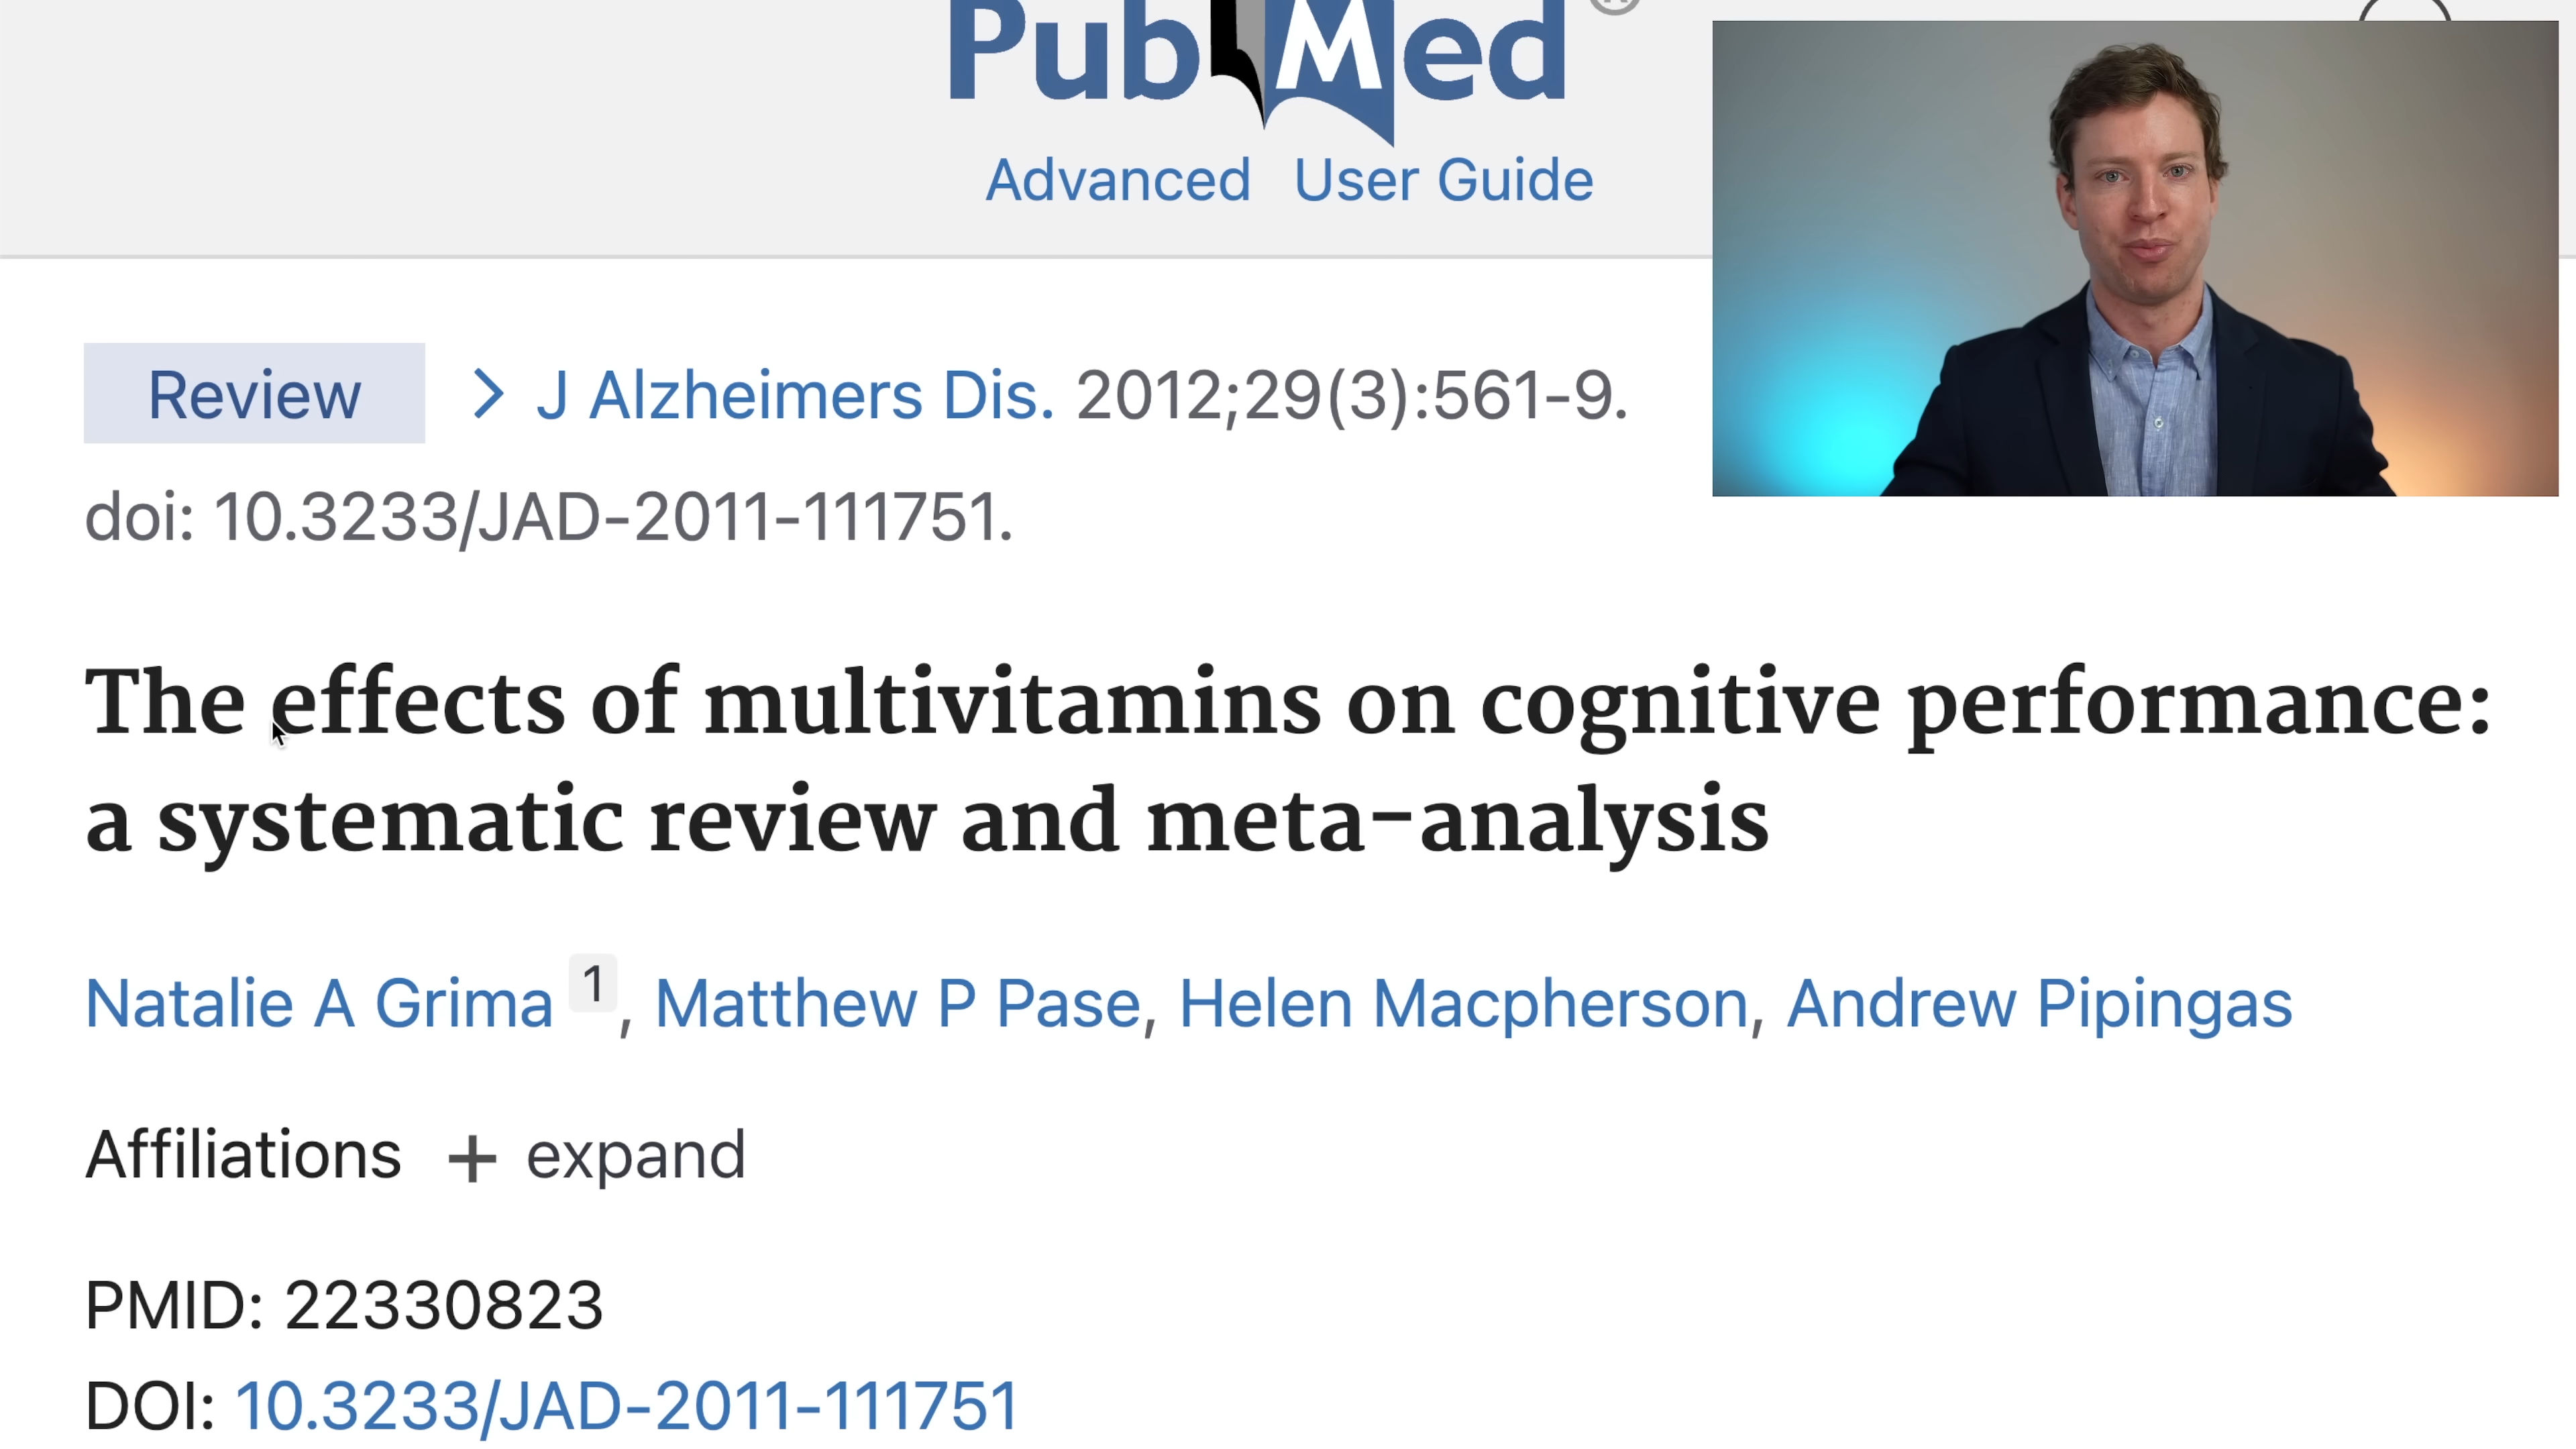 PubMed
Advanced User Guide
Review > J Alzheimers Dis. 2012;29(3):561-9.
doi: 10.3233/JAD-2011-111751.
The effects of multivitamins on cognitive performance:
a systematic review and meta-analysis
Natalie A Grima 1, Matthew P Pase, Helen Macpherson, Andrew Pipingas
Affiliations + expand
PMID: 22330823
DOI: 10.3233/JAD-2011-111751